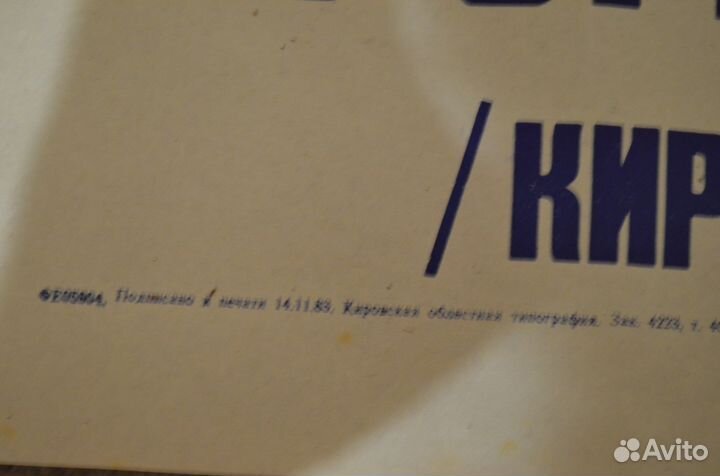 /КИР
ФЕ05904. Подписано к печати 14.11.83. Кировская областная типография. Зак. 4223, т.
Avito